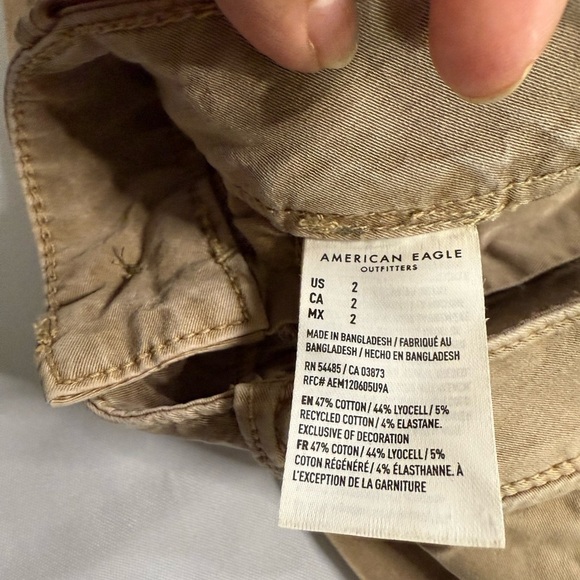 AMERICAN EAGLE
OUTFITTERS
US 2
CA 2
MX 2
MADE IN BANGLADESH / FABRIQUÉ AU
BANGLADESH / HECHO EN BANGLADESH
RN 54485 / CA 03873
RFC# AEM120605U9A
EN 47% COTTON / 44% LYOCELL / 5%
RECYCLED COTTON / 4% ELASTANE.
EXCLUSIVE OF DECORATION
FR 47% COTON / 44% LYOCELL / 5%
COTON RÉGÉNÉRÉ / 4% ÉLASTHANNE. À
L'EXCEPTION DE LA GARNITURE